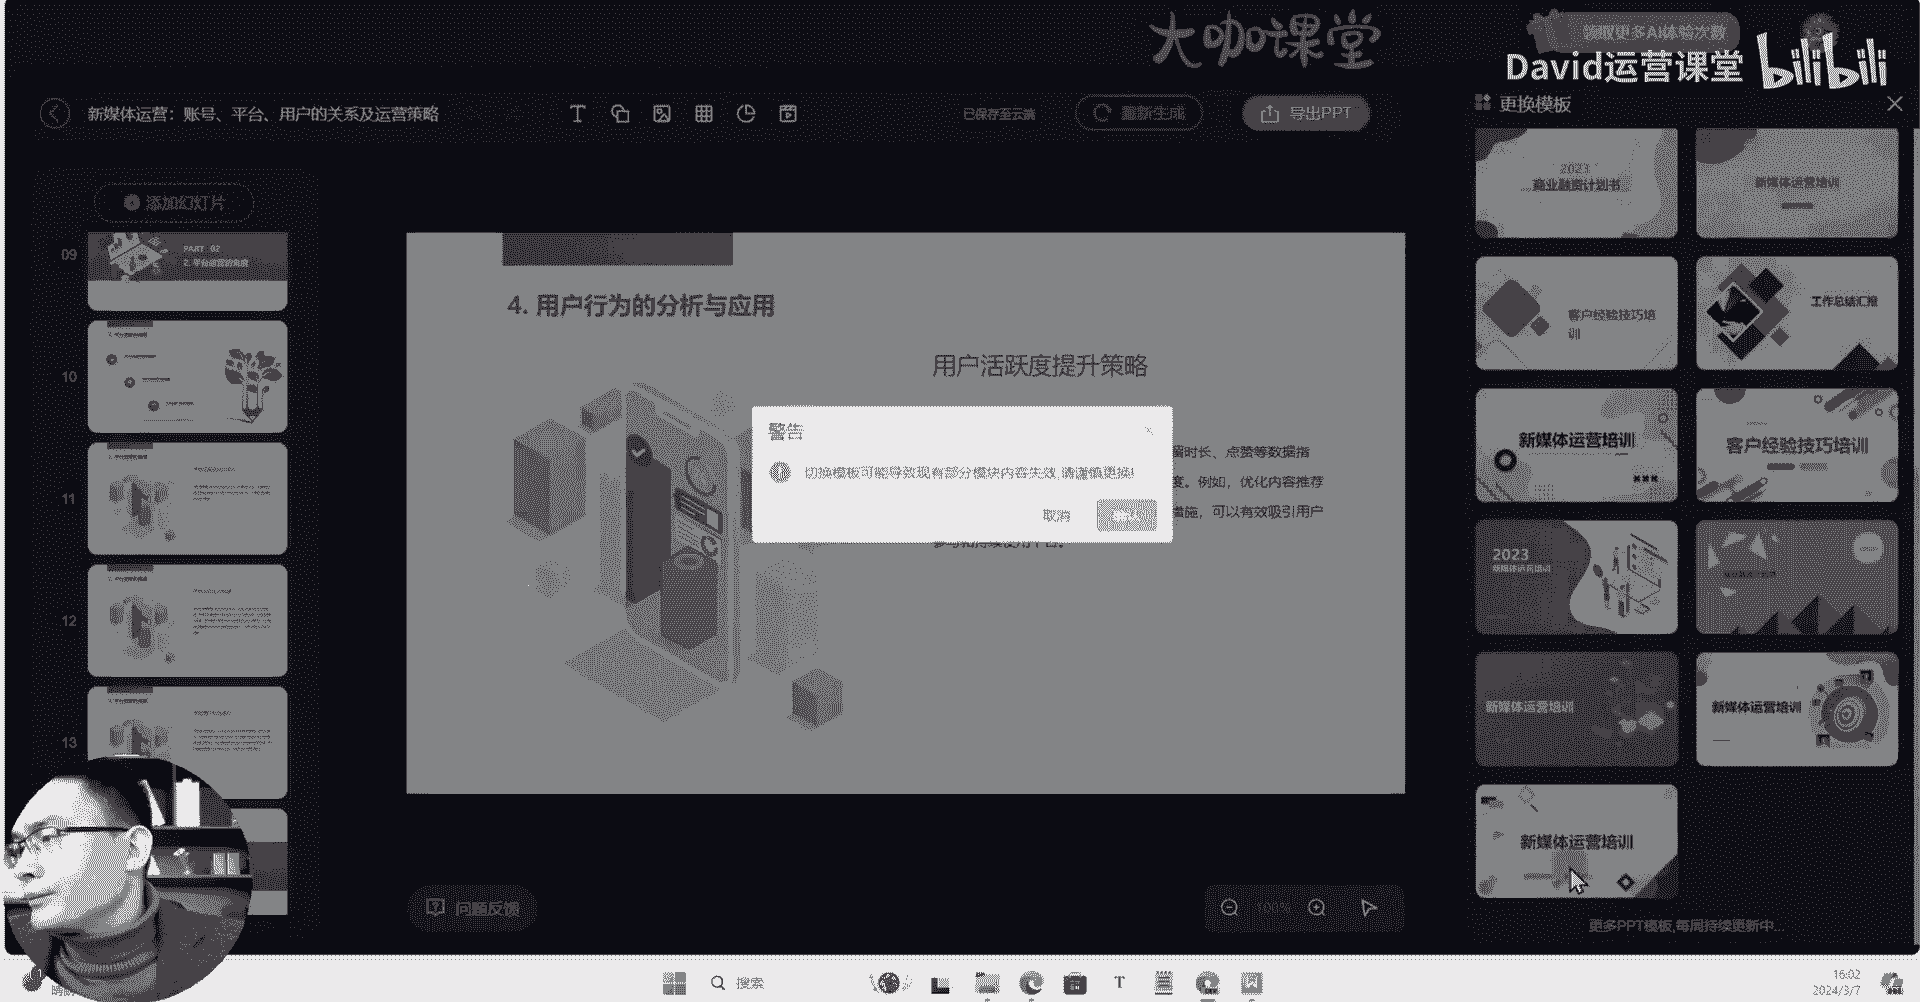 大咖课堂
领取更多AI体验次数
David运营课堂 bilibili
新媒体运营：账号、平台、用户的关系及运营策略
已保存至云端
重新生成
导出PPT
更换模板
添加幻灯片
09
PART 02
2. 平台运营的角度
10
11
12
13
4. 用户行为的分析与应用
用户活跃度提升策略
留时长、点赞等数据指
度。例如，优化内容推荐
措施，可以有效吸引用户
警告
切换模板可能导致现有部分模块内容失效,请谨慎更换!
取消
2023
商业融资计划书
新媒体运营培训
客户经验技巧培
训
工作总结汇报
新媒体运营培训
客户经验技巧培训
2023
新媒体运营培训
新媒体运营培训
新媒体运营培训
新媒体运营培训
更多PPT模板,每周持续更新中...
问题反馈
100%
搜索
16:02
2024/3/7